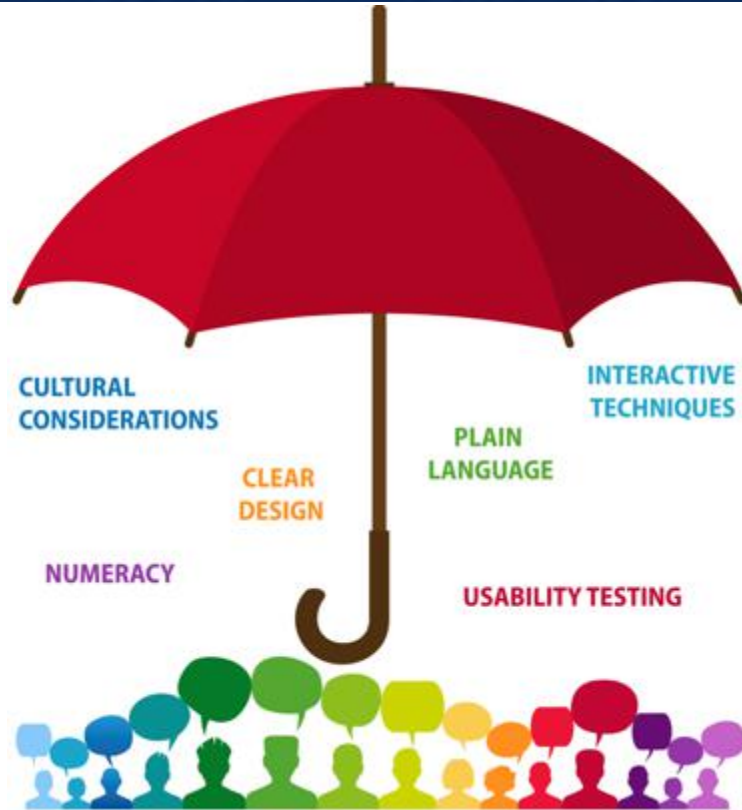 CULTURAL
CONSIDERATIONS
INTERACTIVE
TECHNIQUES
PLAIN
LANGUAGE
CLEAR
DESIGN
NUMERACY
USABILITY TESTING